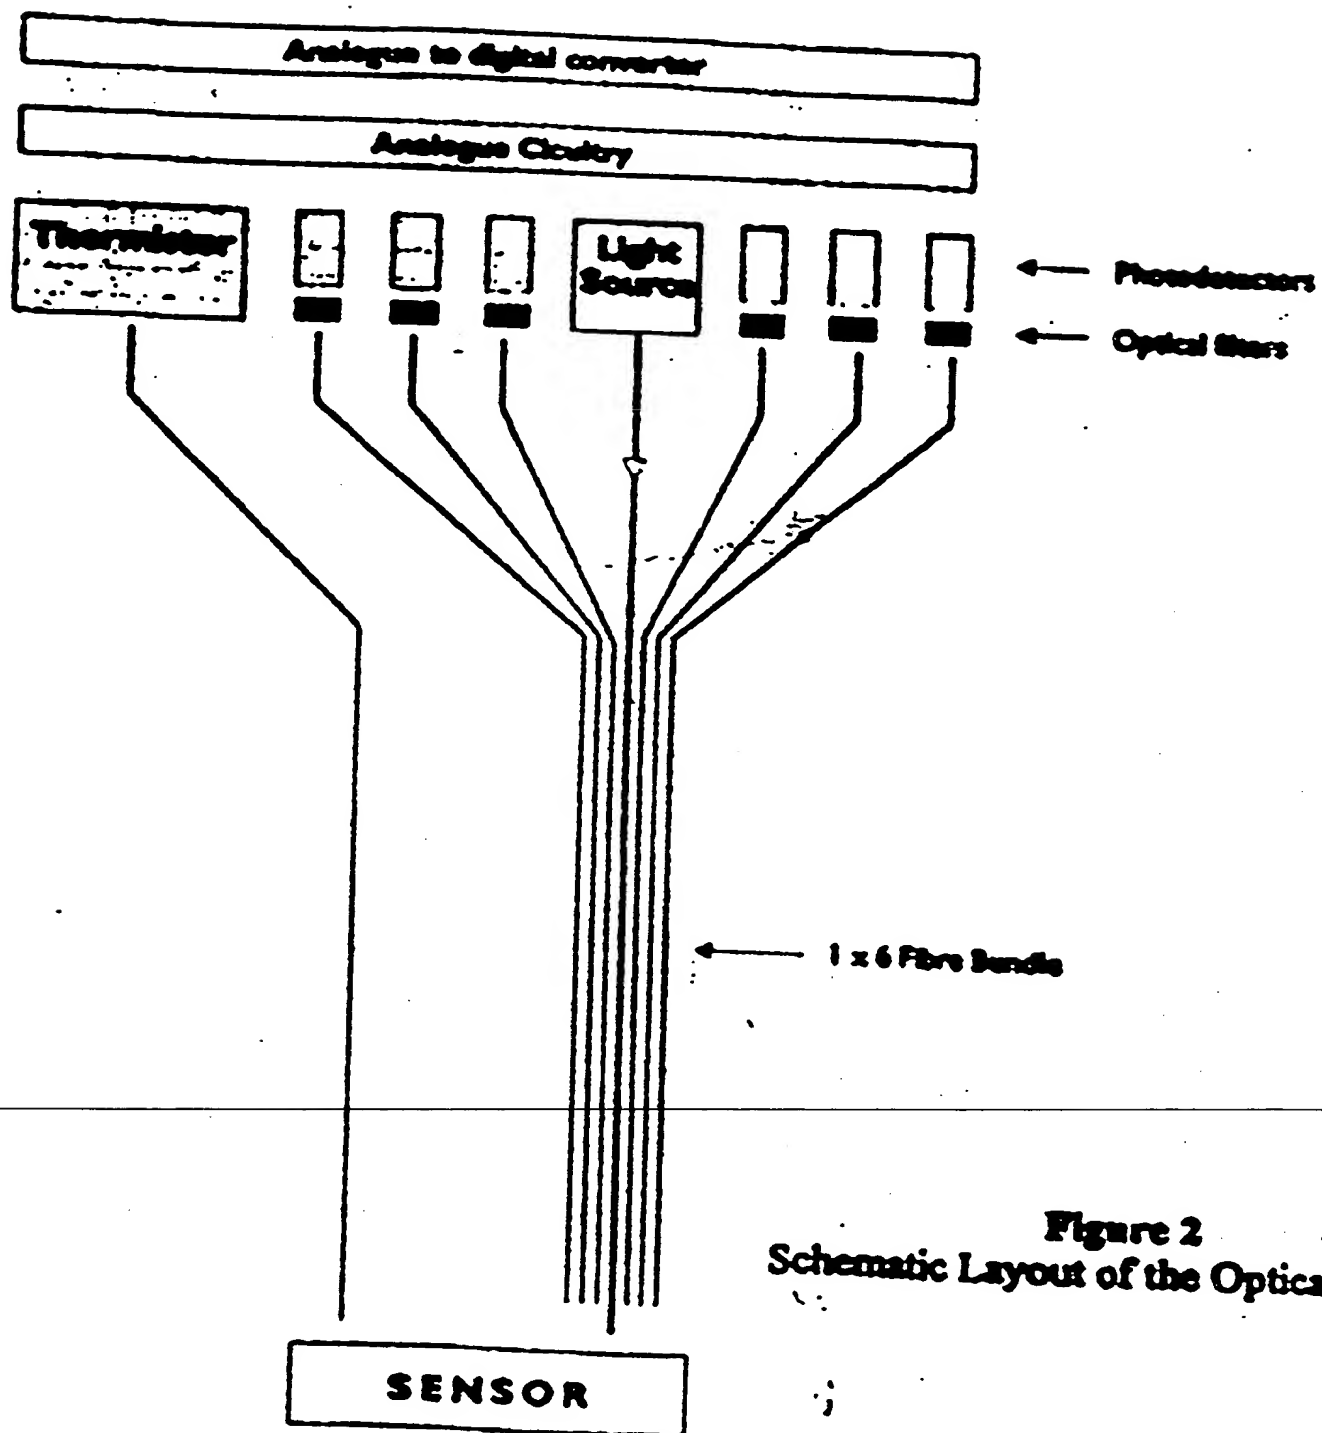 Analogue to digital converter
Analogue Cicuitry
Thermistor
Light
Source
Photodetectors
Optical filters
1 x 6 Fibre Bundle
Figure 2
Schematic Layout of the Optica
SENSOR